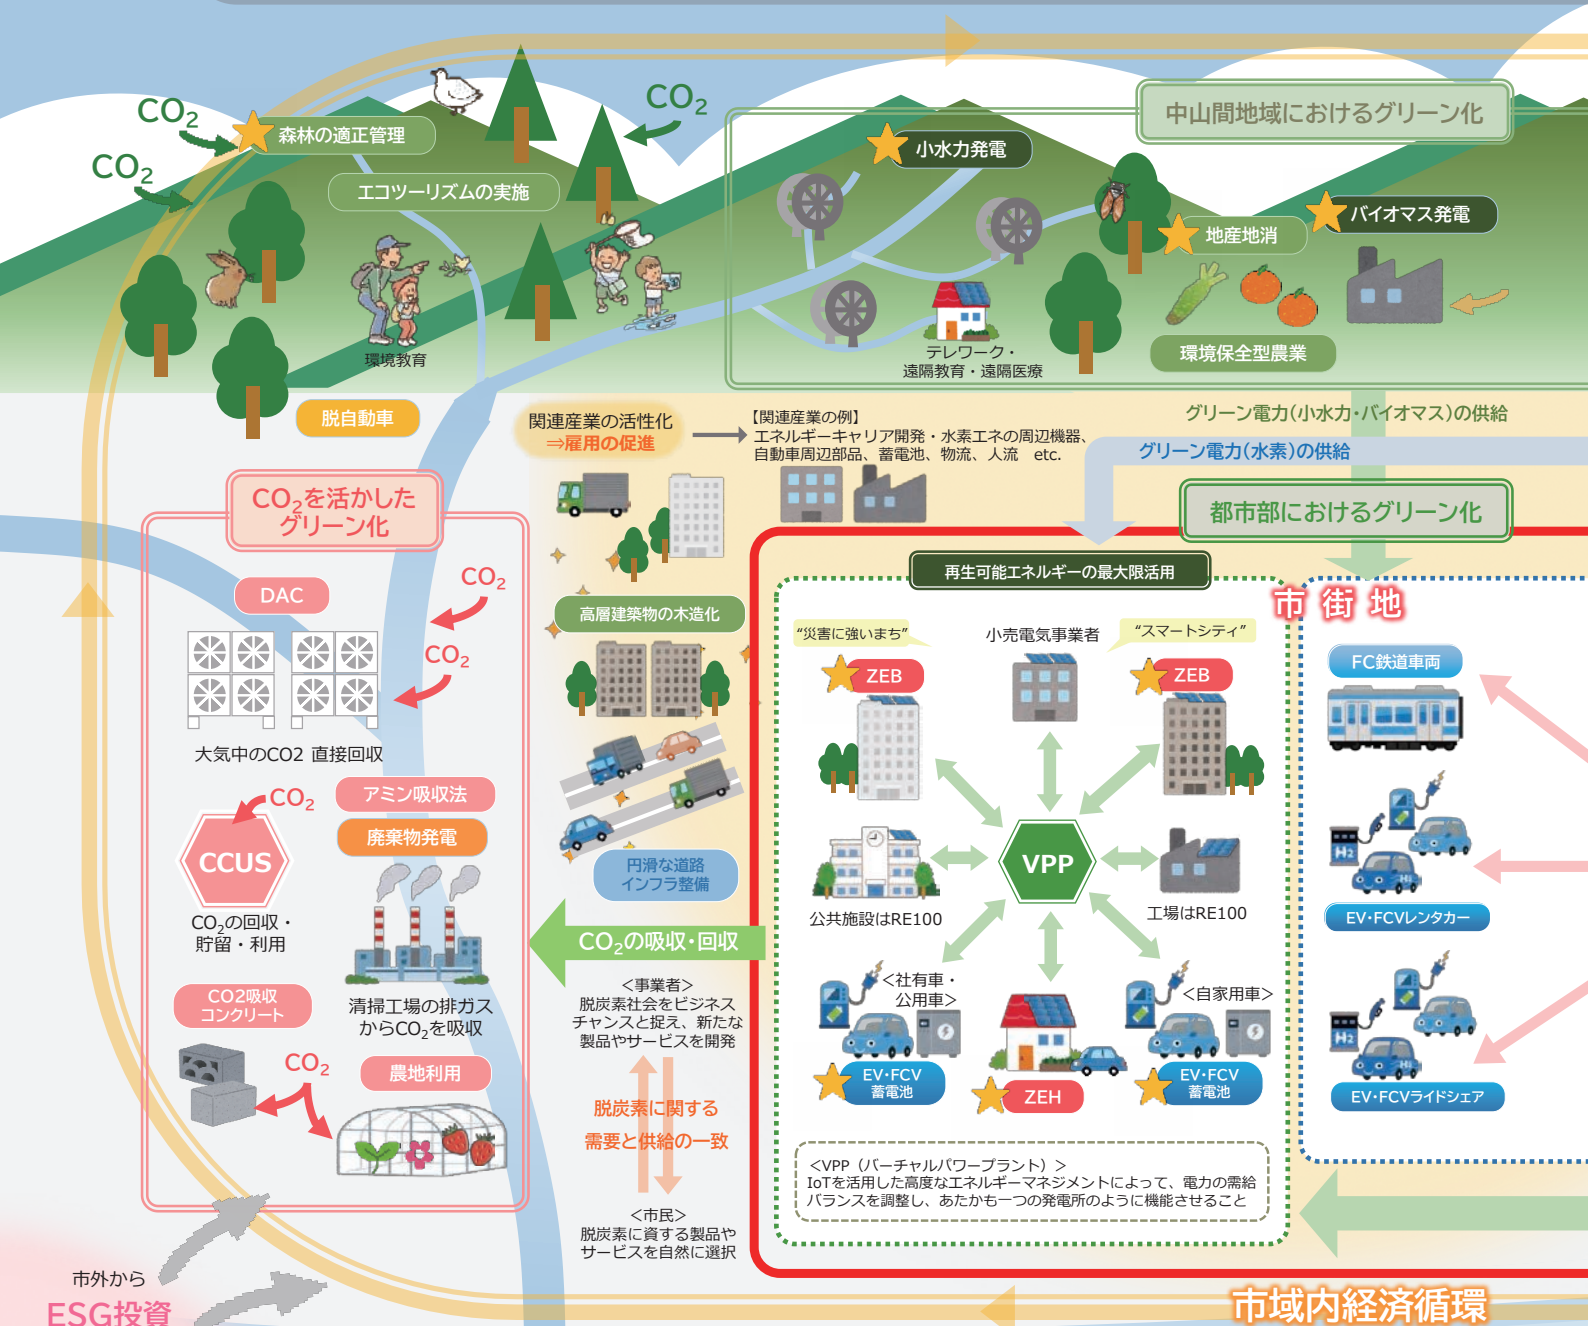 CO2
CO2
森林の適正管理
エコツーリズムの実施
環境教育
CO2
中山間地域におけるグリーン化
小水力発電
バイオマス発電
地産地消
環境保全型農業
テレワーク・
遠隔教育・遠隔医療
脱自動車
関連産業の活性化
⇒雇用の促進
【関連産業の例】
エネルギーキャリア開発・水素エネの周辺機器、
自動車周辺部品、蓄電池、物流、人流 etc.
グリーン電力(小水力・バイオマス)の供給
グリーン電力(水素)の供給
CO2を活かした
グリーン化
DAC
CO2
CO2
大気中のCO2 直接回収
CO2
CCUS
CO2の回収・
貯留・利用
アミン吸収法
廃棄物発電
清掃工場の排ガス
からCO2を吸収
CO2吸収
コンクリート
CO2
農地利用
高層建築物の木造化
円滑な道路
インフラ整備
CO2の吸収・回収
<事業者>
脱炭素社会をビジネス
チャンスと捉え、新たな
製品やサービスを開発
脱炭素に関する
需要と供給の一致
<市民>
脱炭素に資する製品や
サービスを自然に選択
都市部におけるグリーン化
市街地
再生可能エネルギーの最大限活用
“災害に強いまち”
ZEB
小売電気事業者
“スマートシティ”
ZEB
VPP
公共施設はRE100
工場はRE100
<社有車・
公用車>
EV・FCV
蓄電池
ZEH
<自家用車>
EV・FCV
蓄電池
<VPP（バーチャルパワープラント）>
IoTを活用した高度なエネルギーマネジメントによって、電力の需給
バランスを調整し、あたかも一つの発電所のように機能させること
FC鉄道車両
H2
H2
EV・FCVレンタカー
H2
H2
EV・FCVライドシェア
市外から
ESG投資
市域内経済循環